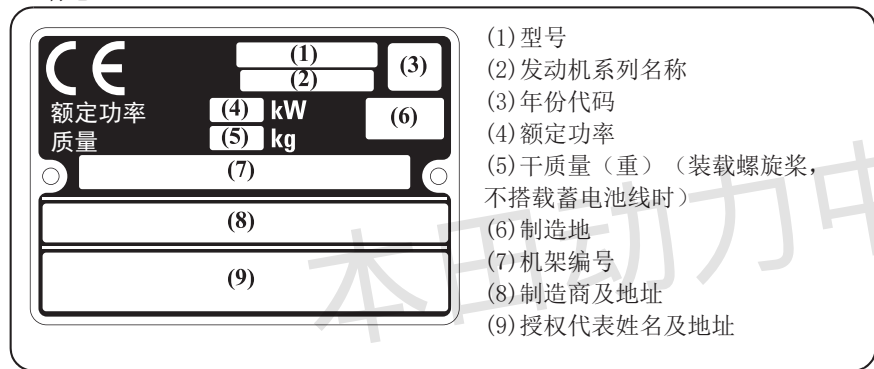 CE
(1)
(2)
(3)
额定功率 (4) kW
(6)
质量 (5) kg
(7)
(8)
(9)
(1)型号
(2)发动机系列名称
(3)年份代码
(4)额定功率
(5)干质量（重）（装载螺旋桨，
不搭载蓄电池线时）
(6)制造地
(7)机架编号
(8)制造商及地址
(9)授权代表姓名及地址
本田动力中